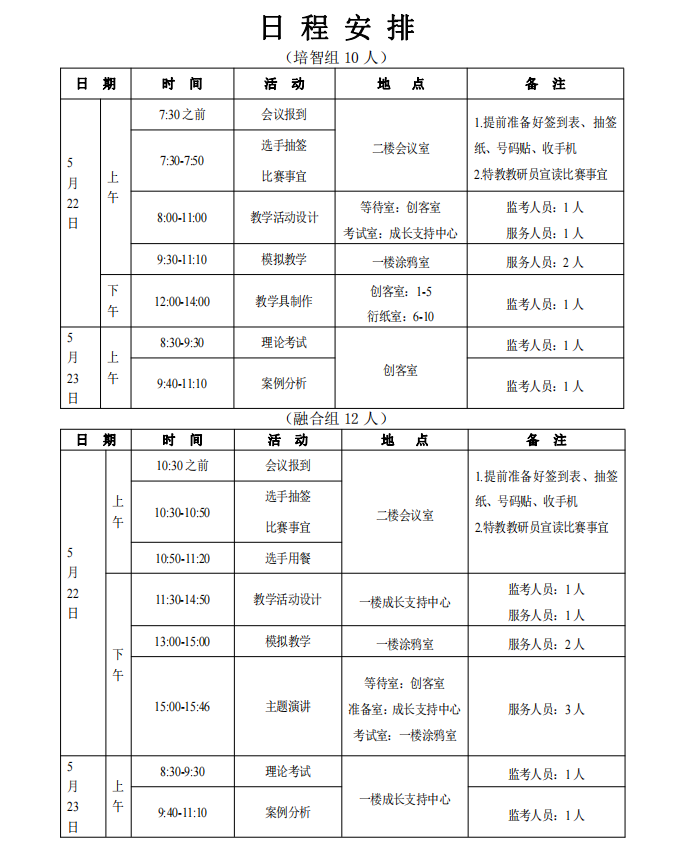 日 程 安 排
（培智组 10 人）
日 期 时 间 活 动 地 点 备 注
5
月
22
日
上
午
7:30 之前 会议报到
7:30-7:50 选手抽签
比赛事宜
二楼会议室
1.提前准备好签到表、抽签
纸、号码贴、收手机
2.特教教研员宣读比赛事宜
8:00-11:00 教学活动设计
等待室：创客室
考试室：成长支持中心
监考人员：1 人
服务人员：1 人
9:30-11:10 模拟教学 一楼涂鸦室 服务人员：2 人
下
午
12:00-14:00 教学具制作
创客室：1-5
衍纸室：6-10
监考人员：1 人
5
月
23
日
上
午
8:30-9:30 理论考试 创客室 监考人员：1 人
9:40-11:10 案例分析 监考人员：1 人
（融合组 12 人）
日 期 时 间 活 动 地 点 备 注
5
月
22
日
上
午
10:30 之前 会议报到
10:30-10:50 选手抽签
比赛事宜
二楼会议室
1.提前准备好签到表、抽签
纸、号码贴、收手机
2.特教教研员宣读比赛事宜
10:50-11:20 选手用餐
下
午
11:30-14:50 教学活动设计 一楼成长支持中心
监考人员：1 人
服务人员：1 人
13:00-15:00 模拟教学 一楼涂鸦室 服务人员：2 人
15:00-15:46 主题演讲
等待室：创客室
准备室：成长支持中心
考试室：一楼涂鸦室
服务人员：3 人
5
月
23
日
上
午
8:30-9:30 理论考试 一楼成长支持中心 监考人员：1 人
9:40-11:10 案例分析 监考人员：1 人